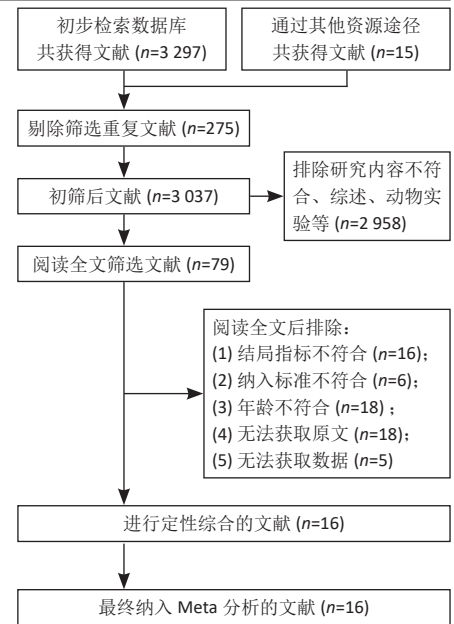 初步检索数据库
共获得文献 (n=3 297)
通过其他资源途径
共获得文献 (n=15)
剔除筛选重复文献 (n=275)
初筛后文献 (n=3 037)
排除研究内容不符
合、综述、动物实
验等 (n=2 958)
阅读全文筛选文献 (n=79)
阅读全文后排除：
(1) 结局指标不符合 (n=16)；
(2) 纳入标准不符合 (n=6)；
(3) 年龄不符合 (n=18) ；
(4) 无法获取原文 (n=18)；
(5) 无法获取数据 (n=5)
进行定性综合的文献 (n=16)
最终纳入 Meta 分析的文献 (n=16)